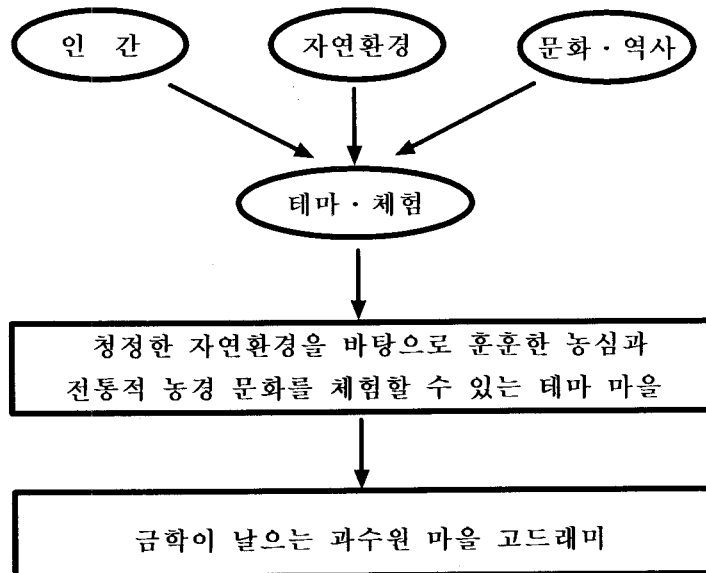 인 간
자연환경
문화 · 역사
테마 · 체험
청정한 자연환경을 바탕으로 훈훈한 농심과
전통적 농경 문화를 체험할 수 있는 테마 마을
금학이 날으는 과수원 마을 고드래미